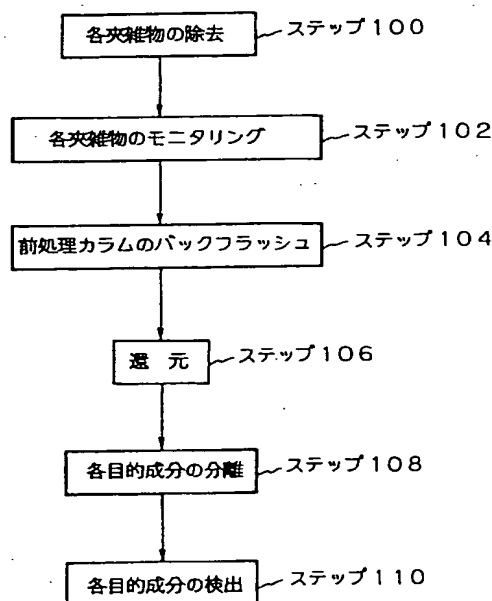 各夾雑物の除去 ステップ100
各夾雑物のモニタリング ステップ102
前処理カラムのバックフラッシュ ステップ104
還 元 ステップ106
各目的成分の分離 ステップ108
各目的成分の検出 ステップ110